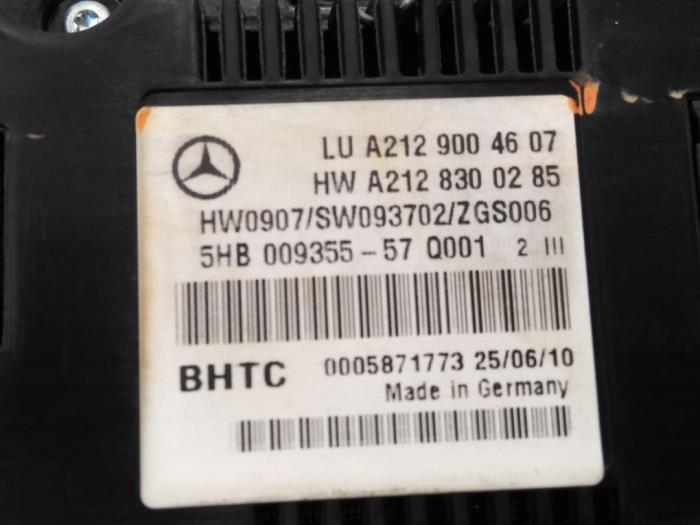 LU A212 900 46 07
HW A212 830 02 85
HW0907/SW093702/ZGS006
5HB 009355-57 Q001 2 III
BHTC 0005871773 25/06/10
Made in Germany